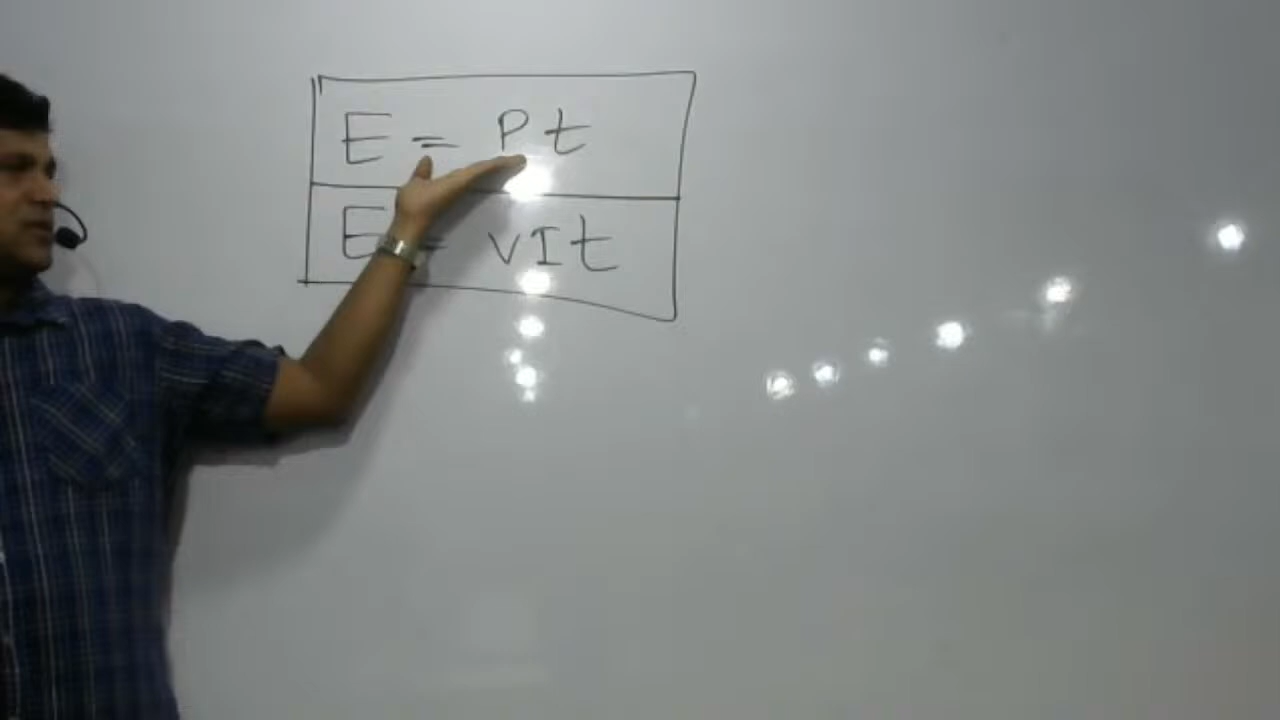 E = Pt
E = VIt